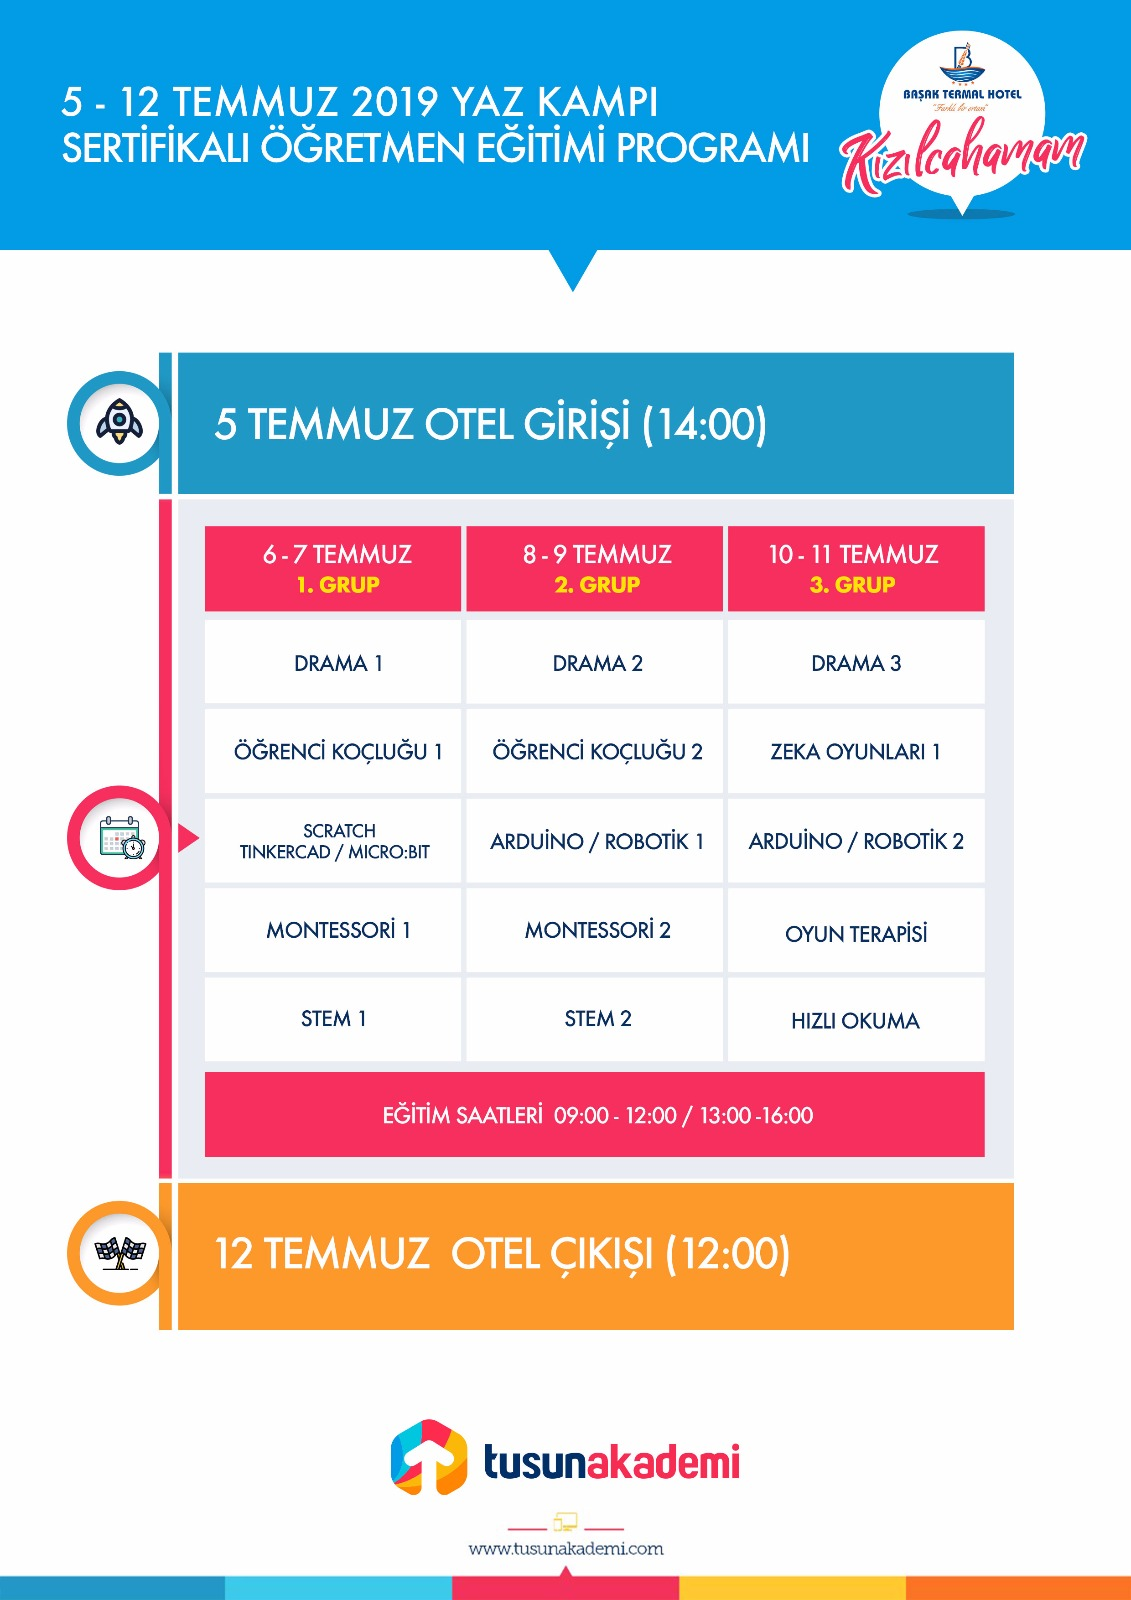 5 - 12 TEMMUZ 2019 YAZ KAMPI
SERTİFİKALI ÖĞRETMEN EĞİTİMİ PROGRAMI
BAŞAK TERMAL HOTEL
Kızılcahamam
5 TEMMUZ OTEL GİRİŞİ (14:00)
6 - 7 TEMMUZ
1. GRUP
8 - 9 TEMMUZ
2. GRUP
10 - 11 TEMMUZ
3. GRUP
DRAMA 1
DRAMA 2
DRAMA 3
ÖĞRENCİ KOÇLUĞU 1
ÖĞRENCİ KOÇLUĞU 2
ZEKA OYUNLARI 1
SCRATCH
TINKERCAD / MICRO:BIT
ARDUİNO / ROBOTİK 1
ARDUİNO / ROBOTİK 2
MONTESSORİ 1
MONTESSORİ 2
OYUN TERAPİSİ
STEM 1
STEM 2
HIZLI OKUMA
EĞİTİM SAATLERİ 09:00 - 12:00 / 13:00 -16:00
12 TEMMUZ OTEL ÇIKIŞI (12:00)
tusunakademi
www.tusunakademi.com